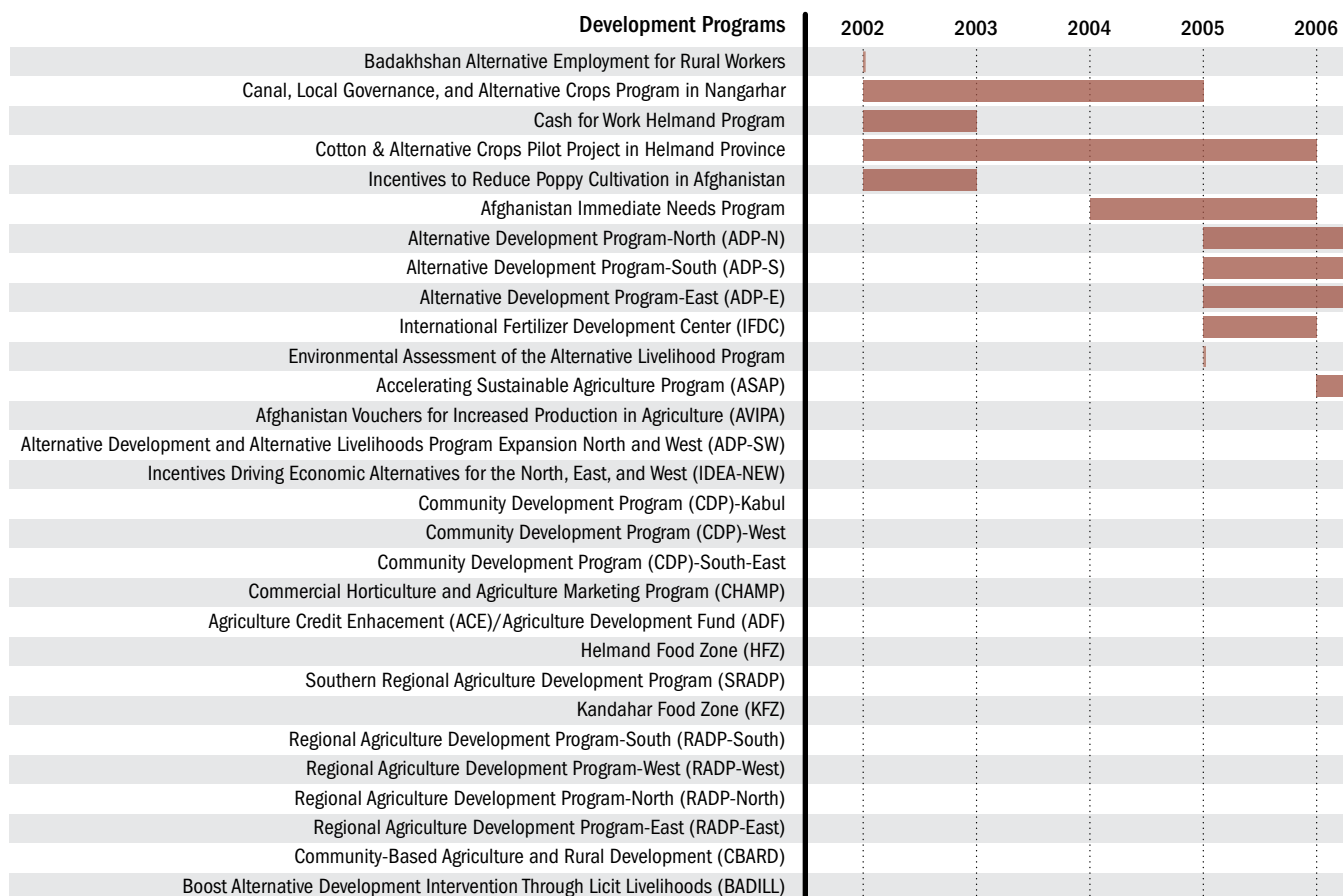 Development Programs 2002 2003 2004 2005 2006
Badakhshan Alternative Employment for Rural Workers
Canal, Local Governance, and Alternative Crops Program in Nangarhar
Cash for Work Helmand Program
Cotton & Alternative Crops Pilot Project in Helmand Province
Incentives to Reduce Poppy Cultivation in Afghanistan
Afghanistan Immediate Needs Program
Alternative Development Program-North (ADP-N)
Alternative Development Program-South (ADP-S)
Alternative Development Program-East (ADP-E)
International Fertilizer Development Center (IFDC)
Environmental Assessment of the Alternative Livelihood Program
Accelerating Sustainable Agriculture Program (ASAP)
Afghanistan Vouchers for Increased Production in Agriculture (AVIPA)
Alternative Development and Alternative Livelihoods Program Expansion North and West (ADP-SW)
Incentives Driving Economic Alternatives for the North, East, and West (IDEA-NEW)
Community Development Program (CDP)-Kabul
Community Development Program (CDP)-West
Community Development Program (CDP)-South-East
Commercial Horticulture and Agriculture Marketing Program (CHAMP)
Agriculture Credit Enhacement (ACE)/Agriculture Development Fund (ADF)
Helmand Food Zone (HFZ)
Southern Regional Agriculture Development Program (SRADP)
Kandahar Food Zone (KFZ)
Regional Agriculture Development Program-South (RADP-South)
Regional Agriculture Development Program-West (RADP-West)
Regional Agriculture Development Program-North (RADP-North)
Regional Agriculture Development Program-East (RADP-East)
Community-Based Agriculture and Rural Development (CBARD)
Boost Alternative Development Intervention Through Licit Livelihoods (BADILL)